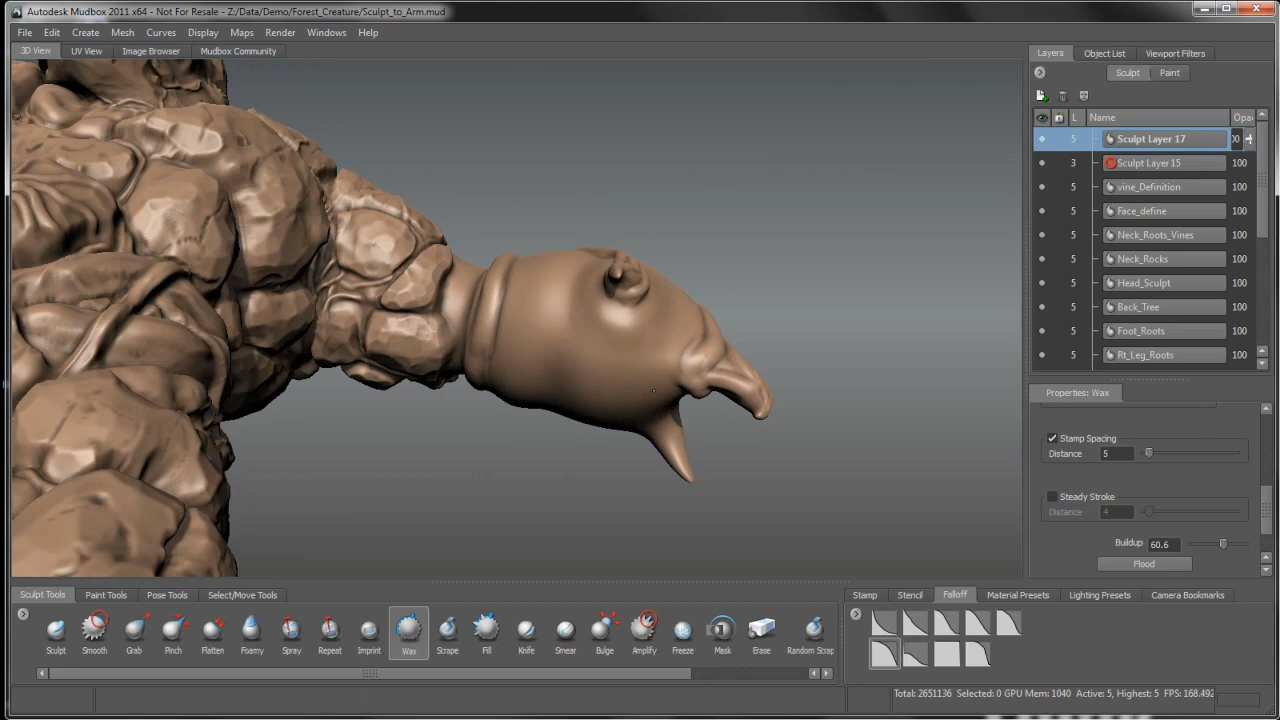 Autodesk Mudbox 2011 x64 - Not For Resale - Z:/Data/Demo/Forest_Creature/Sculpt_to_Arm.mud
File Edit Create Mesh Curves Display Maps Render Windows Help
3D View UV View Image Browser Mudbox Community
Layers Object List Viewport Filters
Sculpt Paint
L Name Opa
5 Sculpt Layer 17 00
3 Sculpt Layer 15 100
5 vine_Definition 100
5 Face_define 100
5 Neck_Roots_Vines 100
5 Neck_Rocks 100
5 Head_Sculpt 100
5 Back_Tree 100
5 Foot_Roots 100
5 Rt_Leg_Roots 100
Properties: Wax
Stamp Spacing
Distance 5
Steady Stroke
Distance 4
Buildup 60.6
Flood
Sculpt Tools Paint Tools Pose Tools Select/Move Tools
Sculpt Smooth Grab Pinch Flatten Foamy Spray Repeat Imprint Wax Scrape Fill Knife Smear Bulge Amplify Freeze Mask Erase Random Scrap
Stamp Stencil Falloff Material Presets Lighting Presets Camera Bookmarks
Total: 2651136 Selected: 0 GPU Mem: 1040 Active: 5, Highest: 5 FPS: 168.492